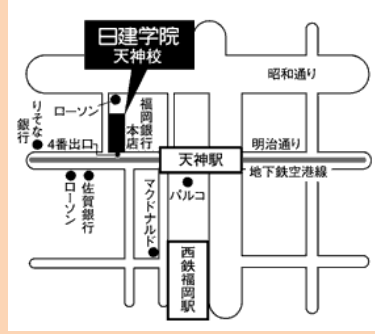 日建学院
天神校
昭和通り
ローソン
りそな
銀行
福岡銀行
本店
4番出口
明治通り
天神駅
地下鉄空港線
パルコ
ローソン
佐賀銀行
マクドナルド
西鉄福岡駅